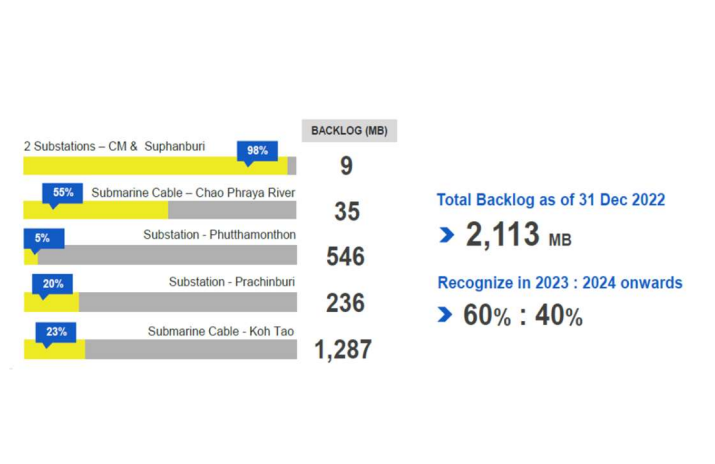 BACKLOG (MB)
2 Substations – CM & Suphanburi
98%
9
55%
Submarine Cable – Chao Phraya River
35
Substation - Phutthamonthon
5%
546
20%
Substation - Prachinburi
236
23%
Submarine Cable - Koh Tao
1,287
Total Backlog as of 31 Dec 2022
2,113 MB
Recognize in 2023 : 2024 onwards
60% : 40%